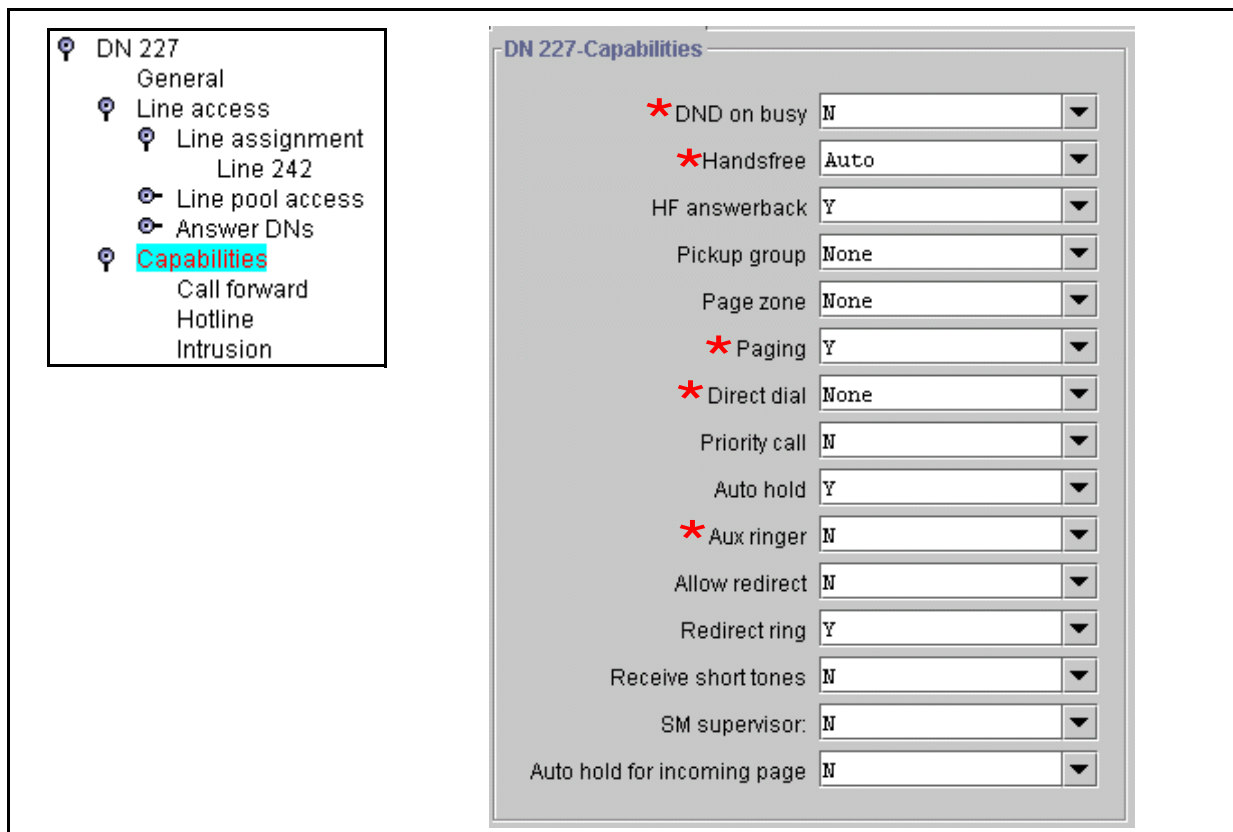 DN 227
General
Line access
Line assignment
Line 242
Line pool access
Answer DNs
Capabilities
Call forward
Hotline
Intrusion
DN 227-Capabilities
*DND on busy N
*Handsfree Auto
HF answerback Y
Pickup group None
Page zone None
*Paging Y
*Direct dial None
Priority call N
Auto hold Y
*Aux ringer N
Allow redirect N
Redirect ring Y
Receive short tones N
SM supervisor: N
Auto hold for incoming page N